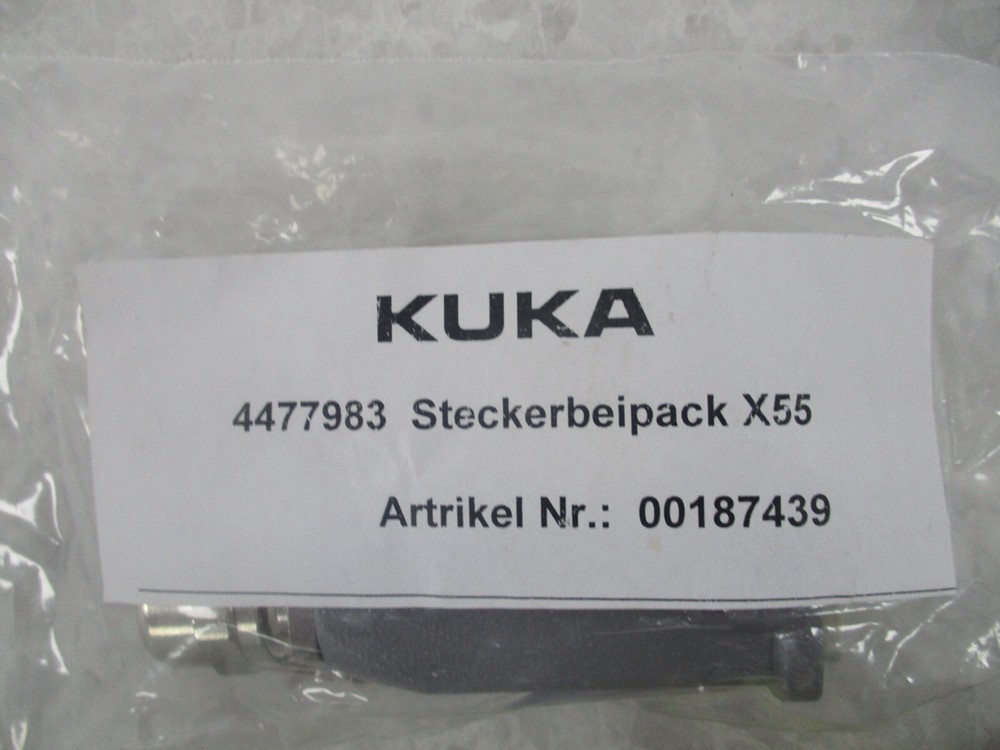 KUKA
4477983 Steckerbeipack X55
Artrikel Nr.: 00187439